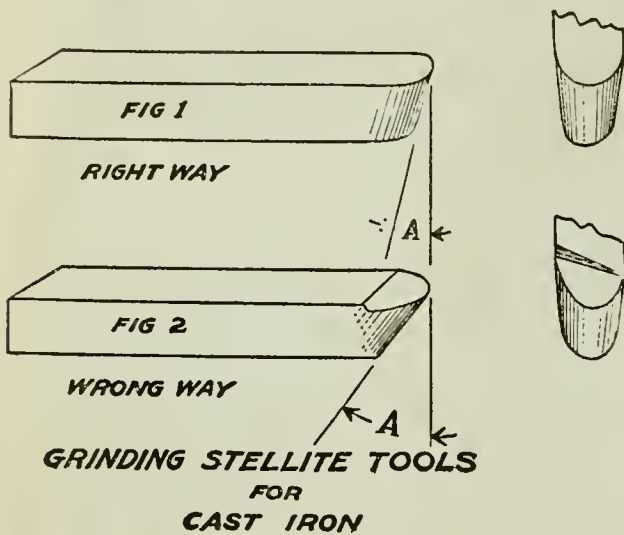 FIG 1
RIGHT WAY
A
FIG 2
WRONG WAY
A
GRINDING STELLITE TOOLS
FOR
CAST IRON